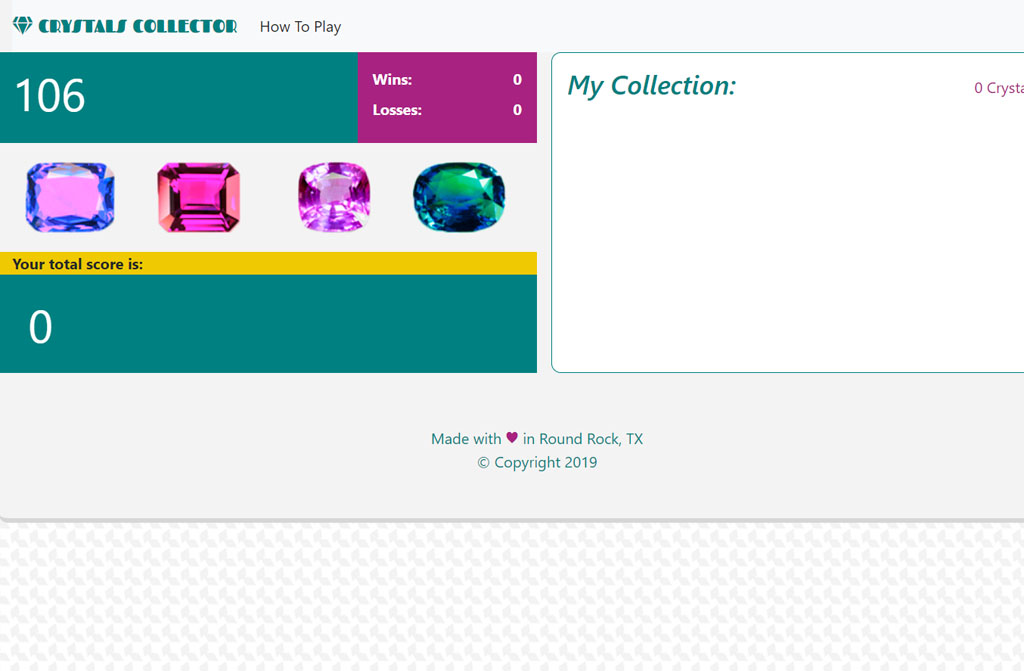 CRYSTALS COLLECTOR How To Play
106
Wins: 0
Losses: 0
Your total score is:
0
My Collection:
0
Made with in Round Rock, TX
© Copyright 2019